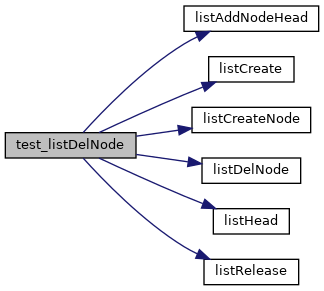 listAddNodeHead
listCreate
listCreateNode
test_listDelNode
listDelNode
listHead
listRelease